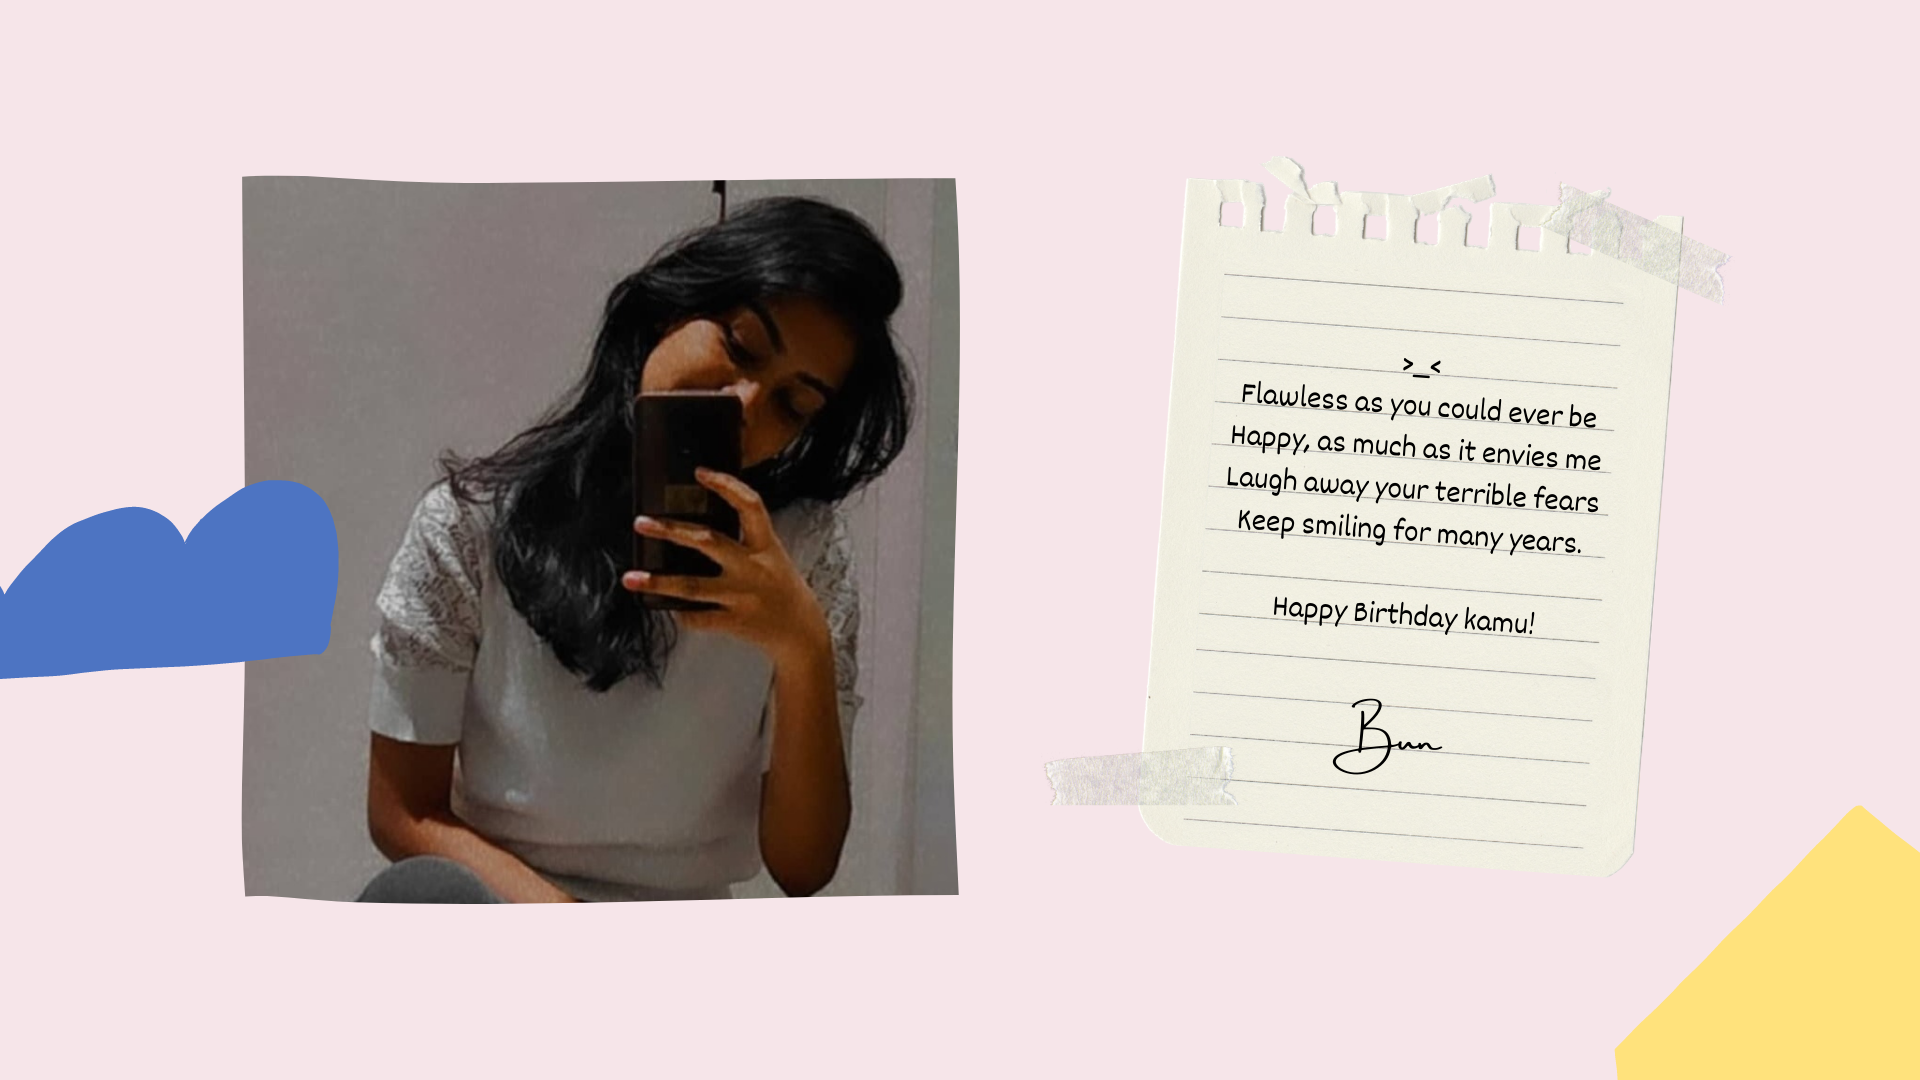 >_<
Flawless as you could ever be
Happy, as much as it envies me
Laugh away your terrible fears
Keep smiling for many years.
Happy Birthday kamu!
Bun